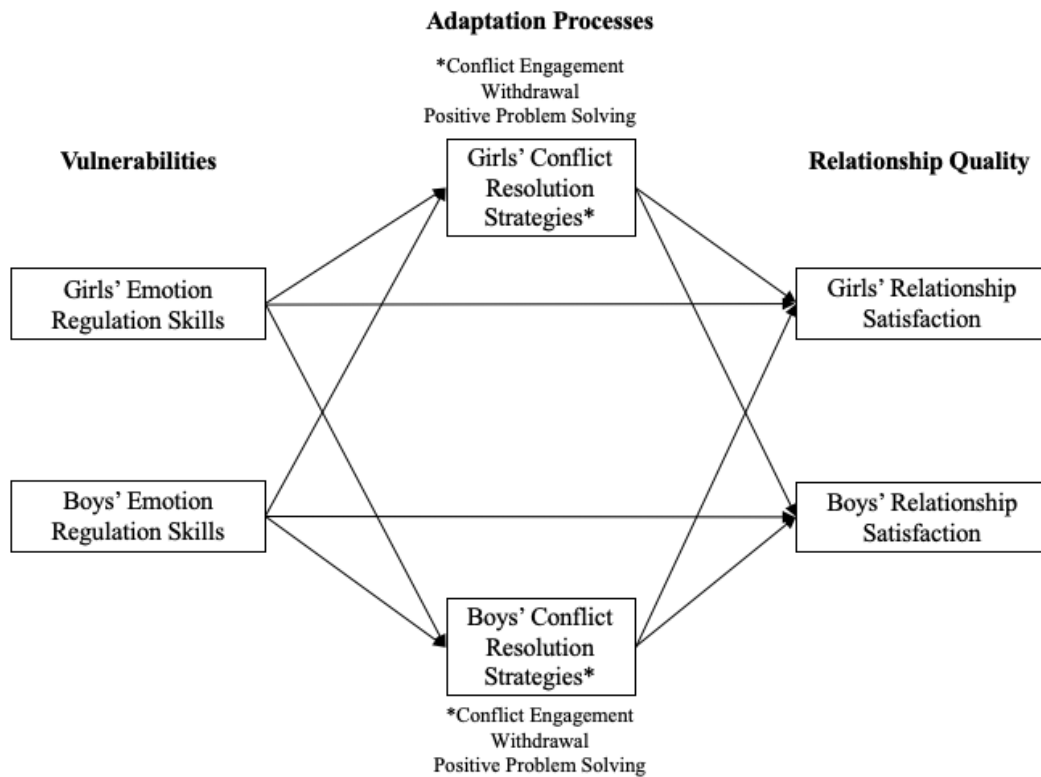 Adaptation Processes
*Conflict Engagement
Withdrawal
Positive Problem Solving
Vulnerabilities
Girls’ Conflict
Resolution
Strategies*
Relationship Quality
Girls’ Emotion
Regulation Skills
Girls’ Relationship
Satisfaction
Boys’ Emotion
Regulation Skills
Boys’ Relationship
Satisfaction
Boys’ Conflict
Resolution
Strategies*
*Conflict Engagement
Withdrawal
Positive Problem Solving